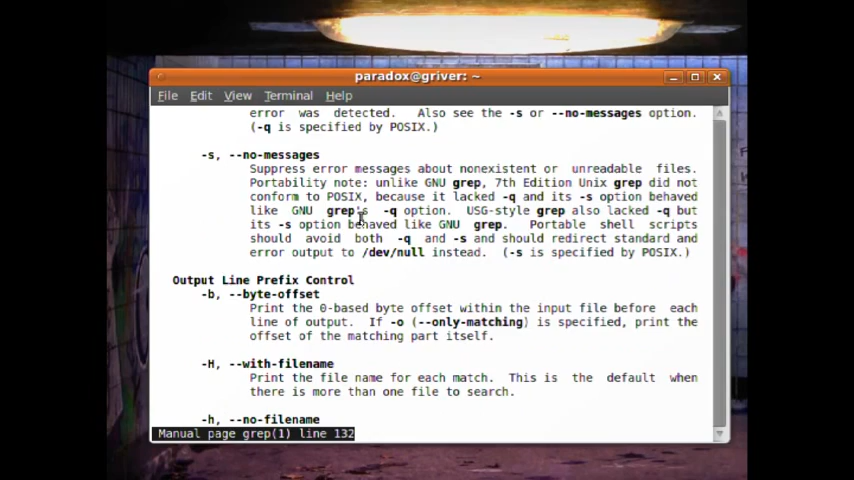 paradox@griver: ~
File Edit View Terminal Help
error was detected. Also see the -s or --no-messages option.
(-q is specified by POSIX.)
-s, --no-messages
Suppress error messages about nonexistent or unreadable files.
Portability note: unlike GNU grep, 7th Edition Unix grep did not
conform to POSIX, because it lacked -q and its -s option behaved
like GNU grep's -q option. USG-style grep also lacked -q but
its -s option behaved like GNU grep. Portable shell scripts
should avoid both -q and -s and should redirect standard and
error output to /dev/null instead. (-s is specified by POSIX.)
Output Line Prefix Control
-b, --byte-offset
Print the 0-based byte offset within the input file before each
line of output. If -o (--only-matching) is specified, print the
offset of the matching part itself.
-H, --with-filename
Print the file name for each match. This is the default when
there is more than one file to search.
-h, --no-filename
Manual page grep(1) line 132